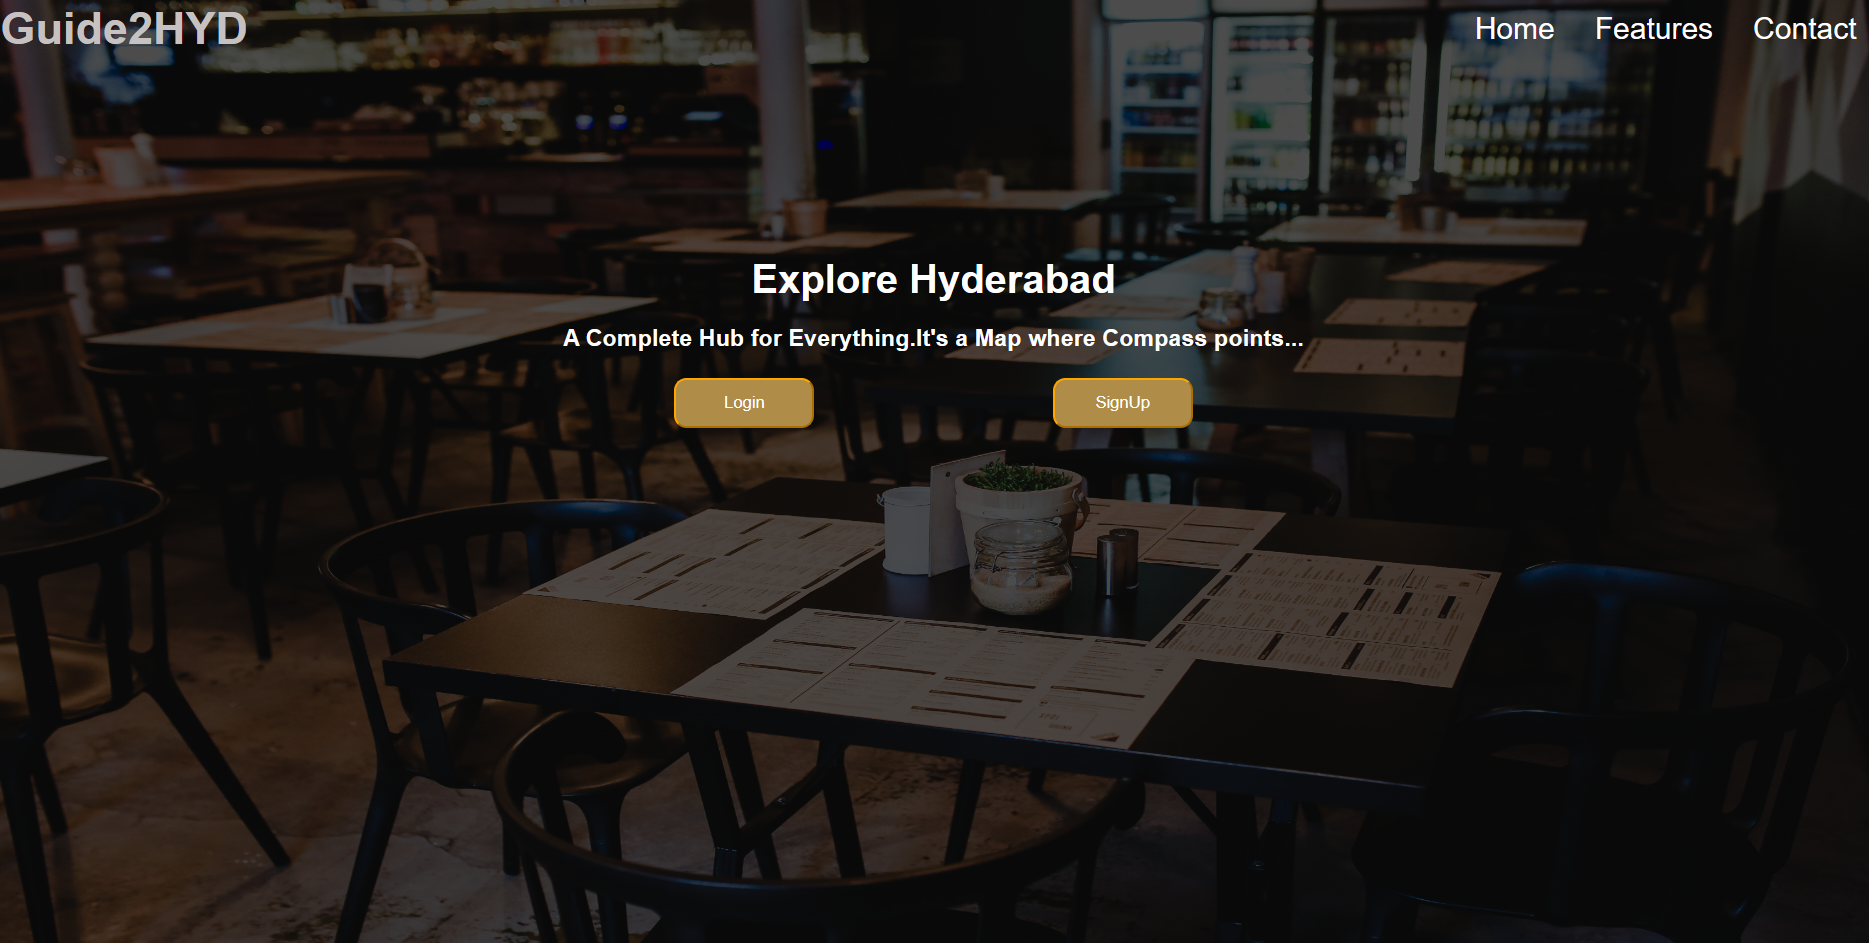 Guide2HYD
Home Features Contact
Explore Hyderabad
A Complete Hub for Everything.It's a Map where Compass points...
Login
SignUp